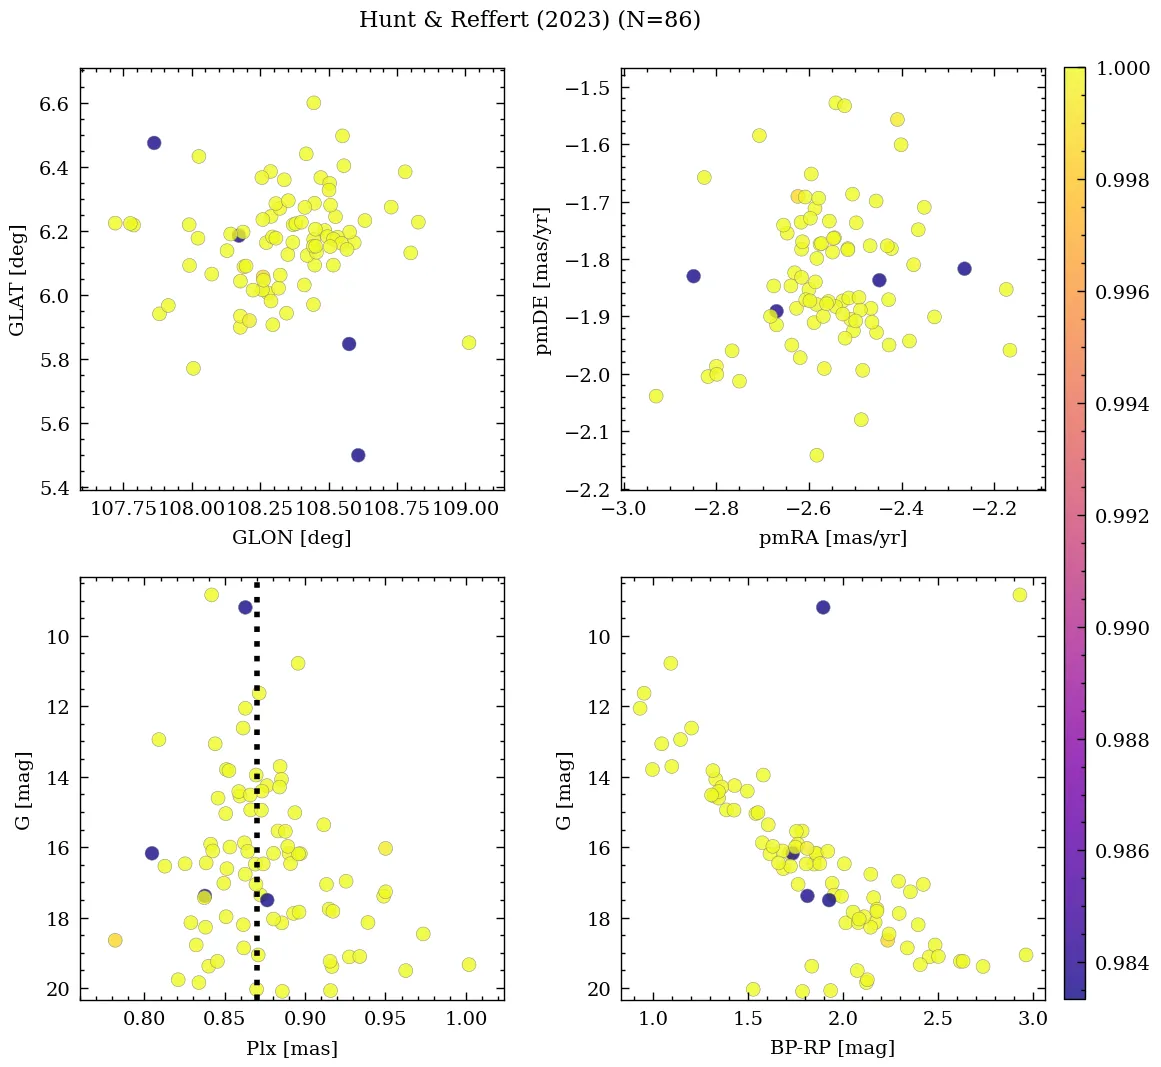 Hunt & Reffert (2023) (N=86)
6.6
6.4
6.2
6.0
5.8
5.6
5.4
GLAT [deg]
107.75 108.00 108.25 108.50 108.75 109.00
GLON [deg]
−1.5
−1.6
−1.7
−1.8
−1.9
−2.0
−2.1
−2.2
pmDE [mas/yr]
−3.0 −2.8 −2.6 −2.4 −2.2
pmRA [mas/yr]
10
12
14
16
18
20
G [mag]
0.80 0.85 0.90 0.95 1.00
Plx [mas]
10
12
14
16
18
20
G [mag]
1.0 1.5 2.0 2.5 3.0
BP-RP [mag]
1.000
0.998
0.996
0.994
0.992
0.990
0.988
0.986
0.984